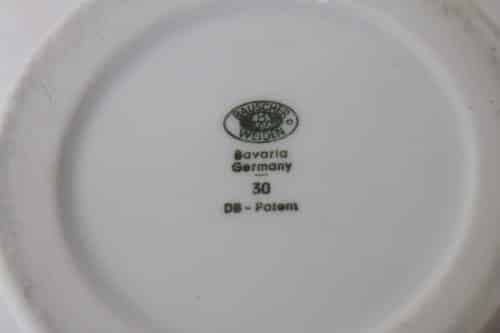 BAUSCHER
WEIDEN
Bavaria
Germany
30
DB - Patent